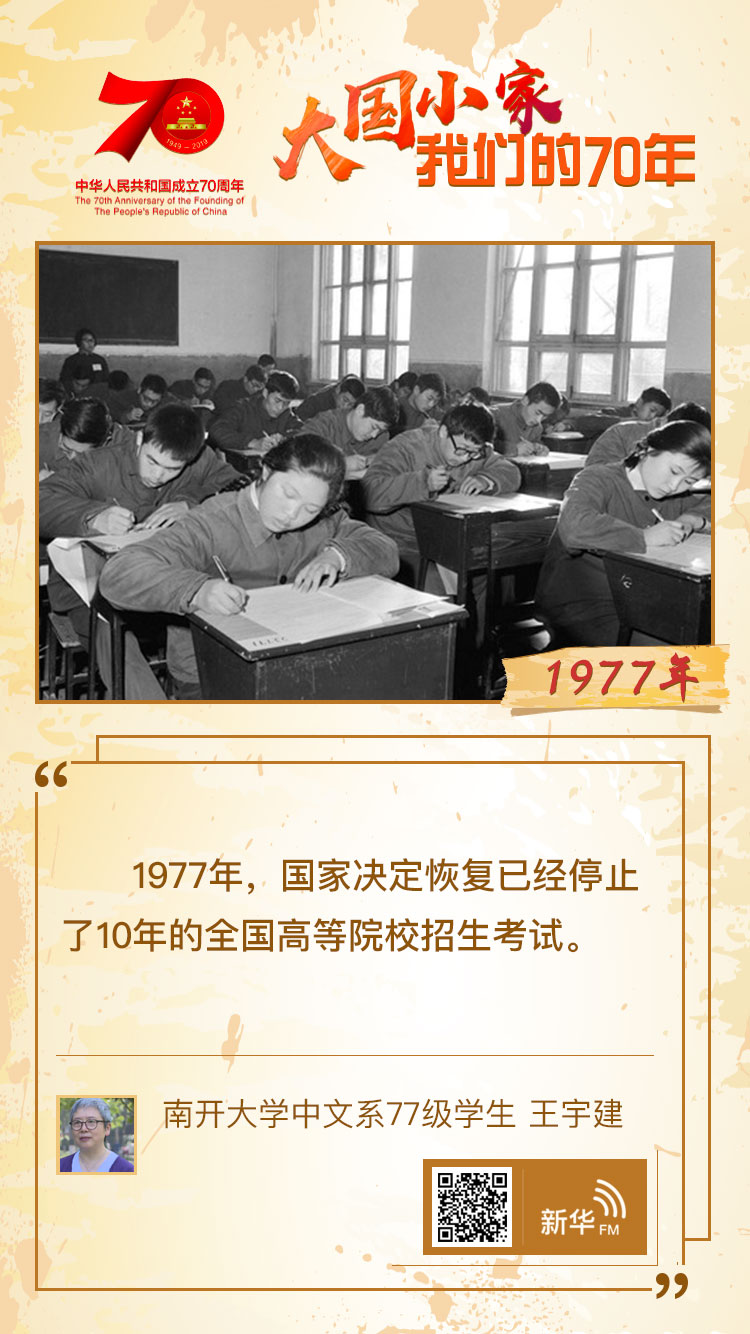 1949－2019
中华人民共和国成立70周年
The 70th Anniversary of the Founding of
The People's Republic of China
大国小家
我们的70年
1977年
1977年，国家决定恢复已经停止
了10年的全国高等院校招生考试。
南开大学中文系77级学生 王宇建
新华FM